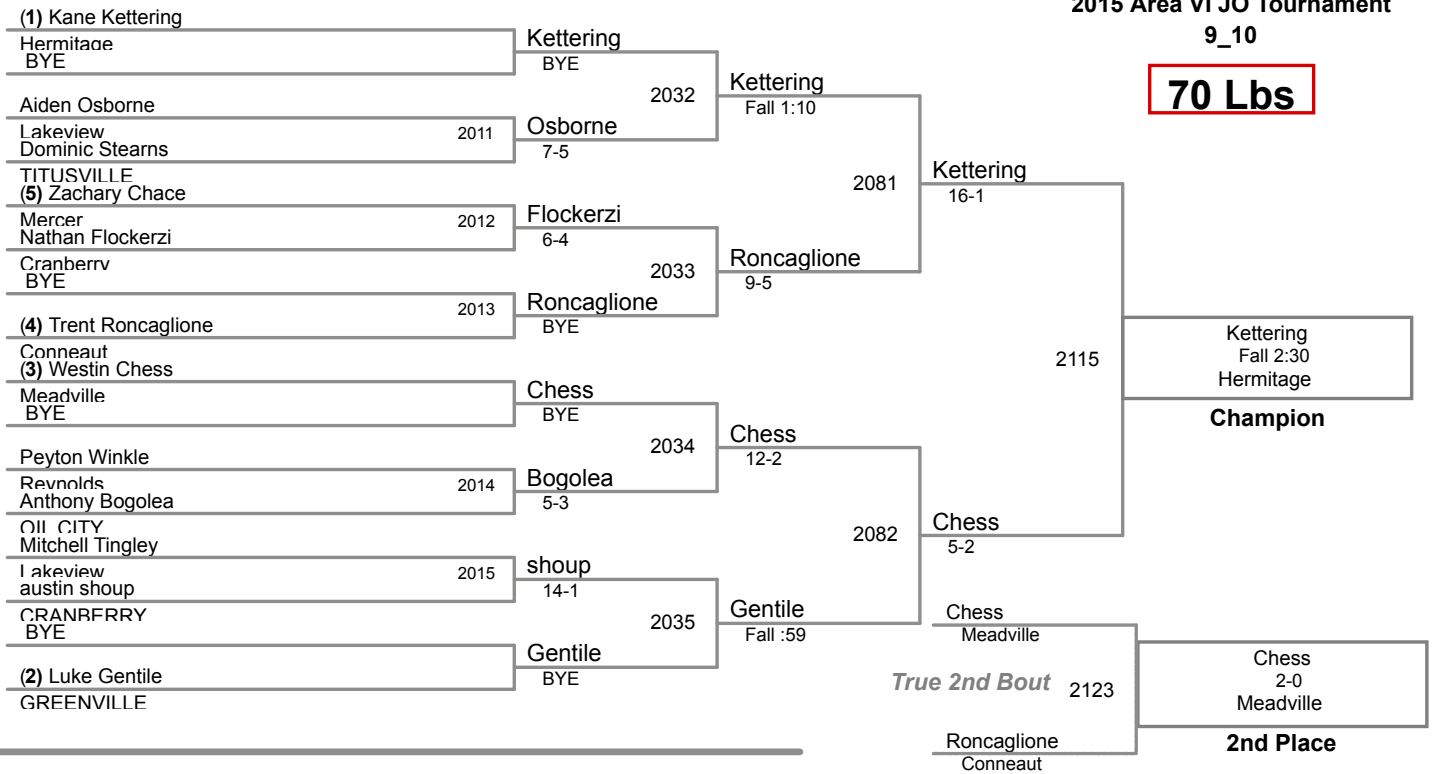 2015 Area VI JO Tournament
9_10
70 Lbs
(1) Kane Kettering
Hermitage
BYE
Aiden Osborne
Lakeview
Dominic Stearns
TITUSVILLE
(5) Zachary Chace
Mercer
Nathan Flockerzi
Cranberry
BYE
(4) Trent Roncaglione
Conneaut
(3) Westin Chess
Meadville
BYE
Peyton Winkle
Reynolds
Anthony Bogolea
OIL CITY
Mitchell Tingley
Lakeview
austin shoup
CRANBERRY
BYE
(2) Luke Gentile
GREENVILLE
2011
2012
2013
2014
2015
Kettering
BYE
Osborne
7-5
Flockerzi
6-4
Roncaglione
BYE
Chess
BYE
Bogolea
5-3
shoup
14-1
Gentile
BYE
2032
2033
2034
2035
Kettering
Fall 1:10
Roncaglione
9-5
Chess
12-2
Gentile
Fall :59
2081
2082
Kettering
16-1
Chess
5-2
2115
Kettering
Fall 2:30
Hermitage
Champion
Chess
Meadville
True 2nd Bout 2123
Roncaglione
Conneaut
Chess
2-0
Meadville
2nd Place